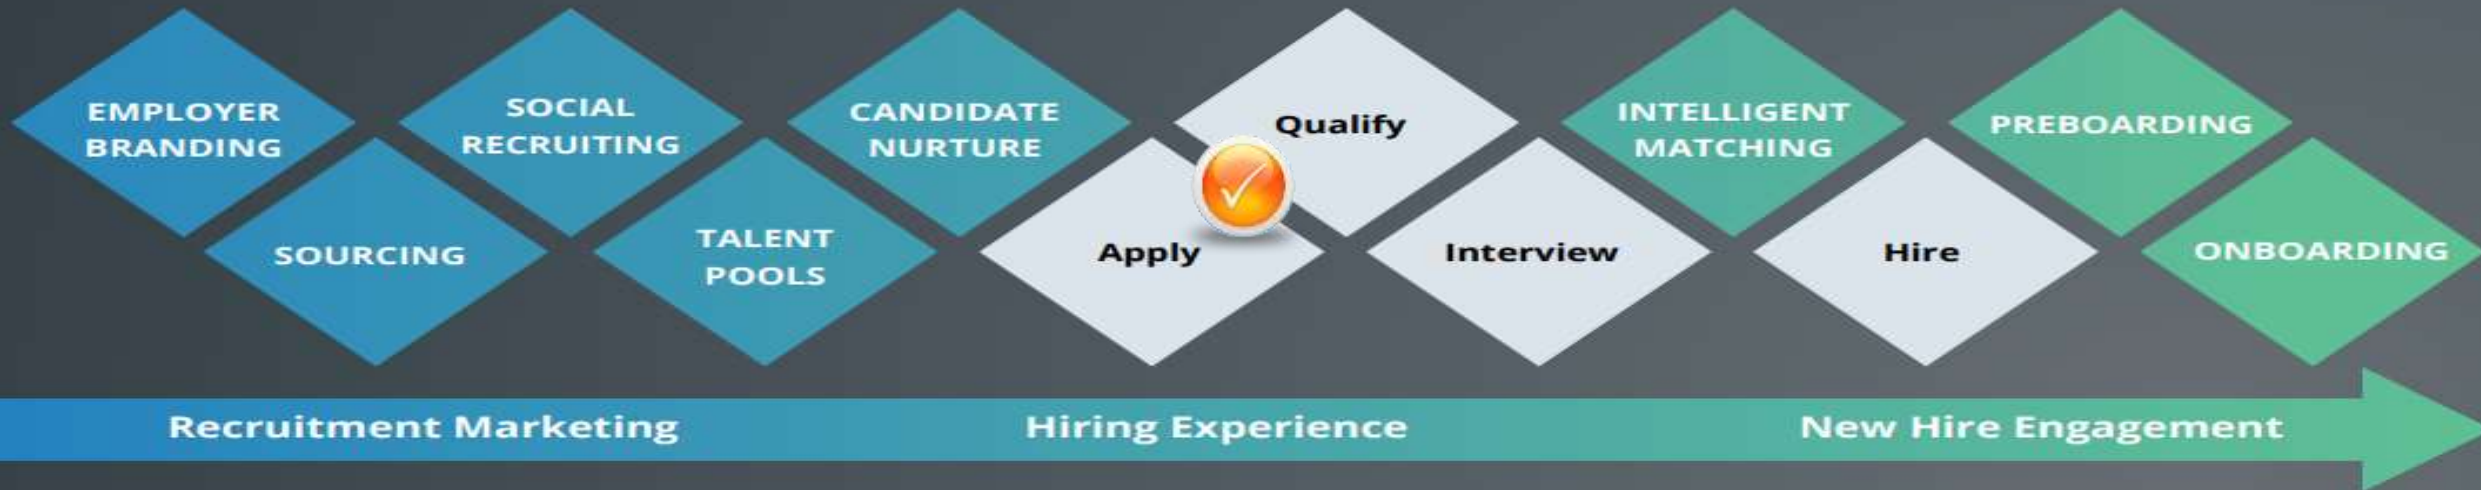 EMPLOYER
BRANDING
SOURCING
SOCIAL
RECRUITING
TALENT
POOLS
CANDIDATE
NURTURE
Apply
Qualify
Interview
INTELLIGENT
MATCHING
Hire
PREBOARDING
ONBOARDING
Recruitment Marketing
Hiring Experience
New Hire Engagement